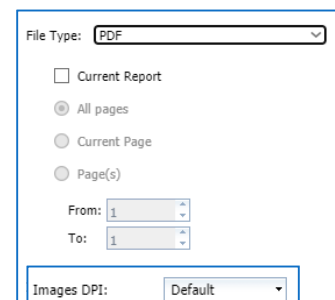 File Type: PDF
Current Report
All pages
Current Page
Page(s)
From: 1
To: 1
Images DPI: Default